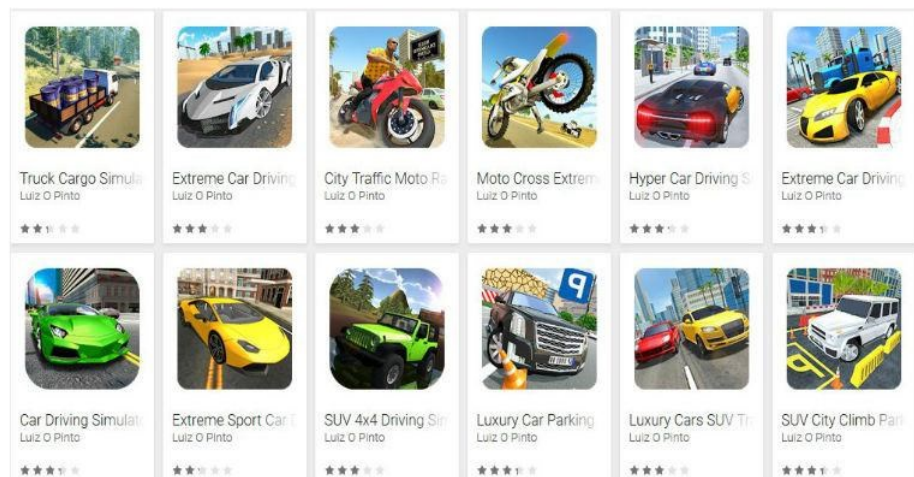 Truck Cargo Simula
Luiz O Pinto
Extreme Car Driving
Luiz O Pinto
City Traffic Moto Ra
Luiz O Pinto
Moto Cross Extrem
Luiz O Pinto
Hyper Car Driving S
Luiz O Pinto
Extreme Car Driving
Luiz O Pinto
Car Driving Simulat
Luiz O Pinto
Extreme Sport Car D
Luiz O Pinto
SUV 4x4 Driving Sim
Luiz O Pinto
P
Luxury Car Parking
Luiz O Pinto
Luxury Cars SUV Tr
Luiz O Pinto
SUV City Climb Park
Luiz O Pinto